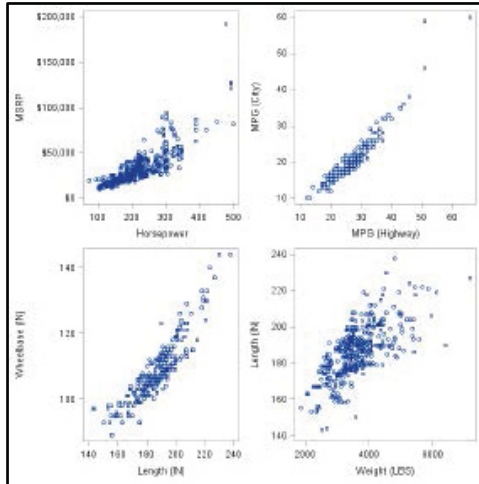 $200,000
$150,000
$100,000
$50,000
$0
MSRP
100 200 300 400 500
Horsepower
60
50
40
30
20
10
MPG (City)
10 20 30 40 50 60
MPG (Highway)
140
120
100
Wheelbase (IN)
140 160 180 200 220 240
Length (IN)
240
220
200
180
160
140
Length (IN)
2000 4000 6000
Weight (LBS)